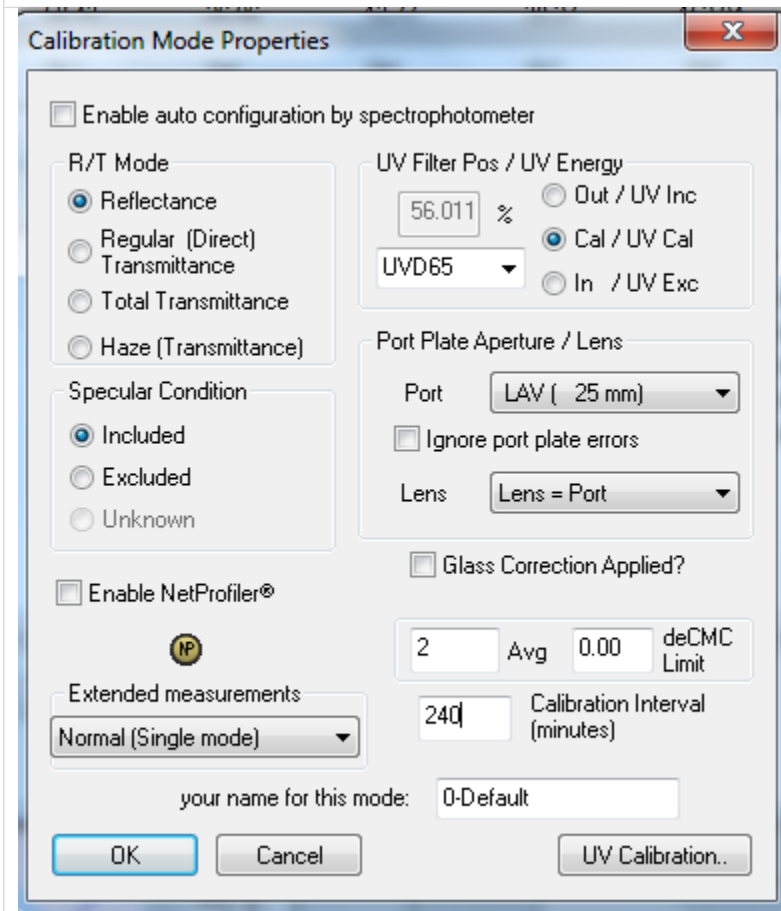 Calibration Mode Properties
Enable auto configuration by spectrophotometer
R/T Mode
Reflectance
Regular (Direct)
Transmittance
Total Transmittance
Haze (Transmittance)
UV Filter Pos / UV Energy
56.011 %
UVD65
Out / UV Inc
Cal / UV Cal
In / UV Exc
Specular Condition
Included
Excluded
Unknown
Port Plate Aperture / Lens
Port LAV ( 25 mm)
Ignore port plate errors
Lens Lens = Port
Glass Correction Applied?
Enable NetProfiler®
NP
2 Avg 0.00 deCMC
Limit
Extended measurements
Normal (Single mode)
240 Calibration Interval
(minutes)
your name for this mode: 0-Default
OK Cancel UV Calibration..